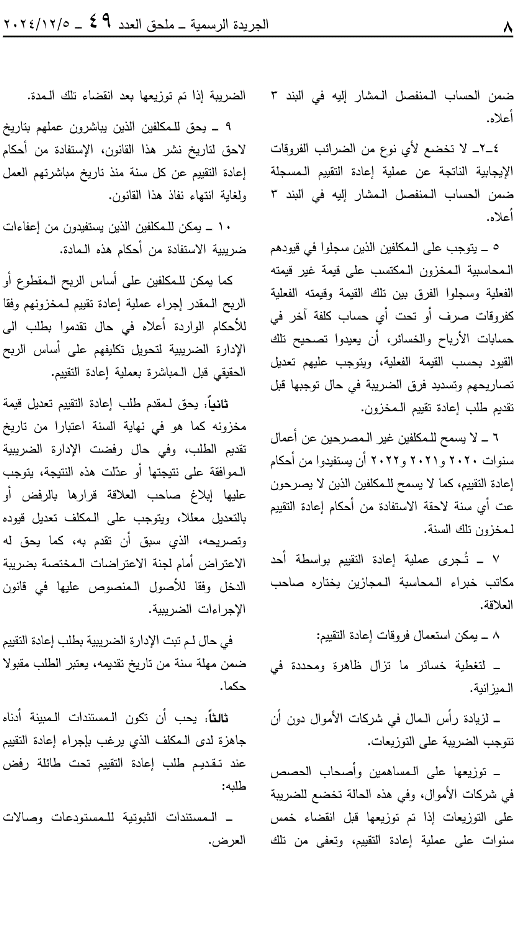 ٨
الجريدة الرسمية ــ ملحق العدد ٤٩ ــ ٢٠٢٤/١٢/٥
ضمن الحساب المنفصل المشار إليه في البند ٣
أعلاه.
٤–٢– لا تخضع لأي نوع من الضرائب الفروقات
الإيجابية الناتجة عن عملية إعادة التقييم المسجلة
ضمن الحساب المنفصل المشار إليه في البند ٣
أعلاه.
٥ ــ يتوجب على المكلفين الذين سجلوا في قيودهم
المحاسبية المخزون المكتسب على قيمة غير قيمته
الفعلية وسجلوا الفرق بين تلك القيمة وقيمته الفعلية
كفروقات صرف أو تحت أي حساب كلفة آخر في
حسابات الأرباح والخسائر، أن يعيدوا تصحيح تلك
القيود بحسب القيمة الفعلية، ويتوجب عليهم تعديل
تصاريحهم وتسديد فرق الضريبة في حال توجبها قبل
تقديم طلب إعادة تقييم المخزون.
٦ ــ لا يسمح للمكلفين غير المصرحين عن أعمال
سنوات ٢٠٢٠ و٢٠٢١ و٢٠٢٢ أن يستفيدوا من أحكام
إعادة التقييم، كما لا يسمح للمكلفين الذين لا يصرحون
عت أي سنة لاحقة الاستفادة من أحكام إعادة التقييم
لمخزون تلك السنة.
٧ ــ تُجرى عملية إعادة التقييم بواسطة أحد
مكاتب خبراء المحاسبة المجازين يختاره صاحب
العلاقة.
٨ ــ يمكن استعمال فروقات إعادة التقييم:
ــ لتغطية خسائر ما تزال ظاهرة ومحددة في
الميزانية.
ــ لزيادة رأس المال في شركات الأموال دون أن
تتوجب الضريبة على التوزيعات.
ــ توزيعها على المساهمين وأصحاب الحصص
في شركات الأموال، وفي هذه الحالة تخضع للضريبة
على التوزيعات إذا تم توزيعها قبل انقضاء خمس
سنوات على عملية إعادة التقييم، وتعفى من تلك
الضريبة إذا تم توزيعها بعد انقضاء تلك المدة.
٩ ــ يحق للمكلفين الذين يباشرون عملهم بتاريخ
لاحق لتاريخ نشر هذا القانون، الإستفادة من أحكام
إعادة التقييم عن كل سنة منذ تاريخ مباشرتهم العمل
ولغاية انتهاء نفاذ هذا القانون.
١٠ ــ يمكن للمكلفين الذين يستفيدون من إعفاءات
ضريبية الاستفادة من أحكام هذه المادة.
كما يمكن للمكلفين على أساس الربح المقطوع أو
الربح المقدر إجراء عملية إعادة تقييم لمخزونهم وفقا
للأحكام الواردة أعلاه في حال تقدموا بطلب الى
الإدارة الضريبية لتحويل تكليفهم على أساس الربح
الحقيقي قبل المباشرة بعملية إعادة التقييم.
ثانياً: يحق لمقدم طلب إعادة التقييم تعديل قيمة
مخزونه كما هو في نهاية السنة اعتبارا من تاريخ
تقديم الطلب، وفي حال رفضت الإدارة الضريبية
الموافقة على نتيجتها أو عدّلت هذه النتيجة، يتوجب
عليها إبلاغ صاحب العلاقة قرارها بالرفض أو
بالتعديل معللا، ويتوجب على المكلف تعديل قيوده
وتصريحه، الذي سبق أن تقدم به، كما يحق له
الاعتراض أمام لجنة الاعتراضات المختصة بضريبة
الدخل وفقا للأصول المنصوص عليها في قانون
الإجراءات الضريبية.
في حال لم تبت الإدارة الضريبية بطلب إعادة التقييم
ضمن مهلة سنة من تاريخ تقديمه، يعتبر الطلب مقبولا
حكما.
ثالثاً: يحب أن تكون المستندات المبينة أدناه
جاهزة لدى المكلف الذي يرغب بإجراء إعادة التقييم
عند تقديم طلب إعادة التقييم تحت طائلة رفض
طلبه:
ــ المستندات الثبوتية للمستودعات وصالات
العرض.